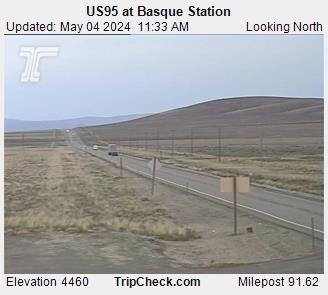 US95 at Basque Station
Updated: May 04 2024 11:33 AM Looking North
Elevation 4460 TripCheck.com Milepost 91.62